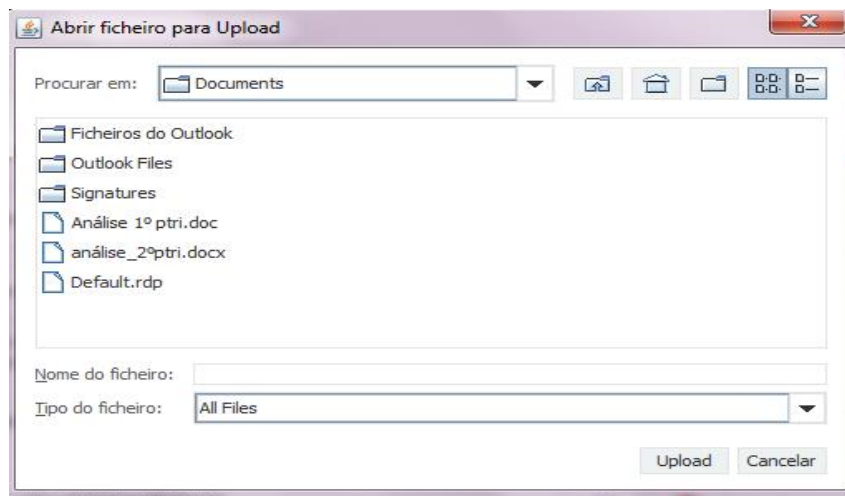 Abrir ficheiro para Upload
Procurar em: Documents
Ficheiros do Outlook
Outlook Files
Signatures
Análise 1º ptri.doc
análise_2ºptri.docx
Default.rdp
Nome do ficheiro:
Tipo do ficheiro: All Files
Upload Cancelar